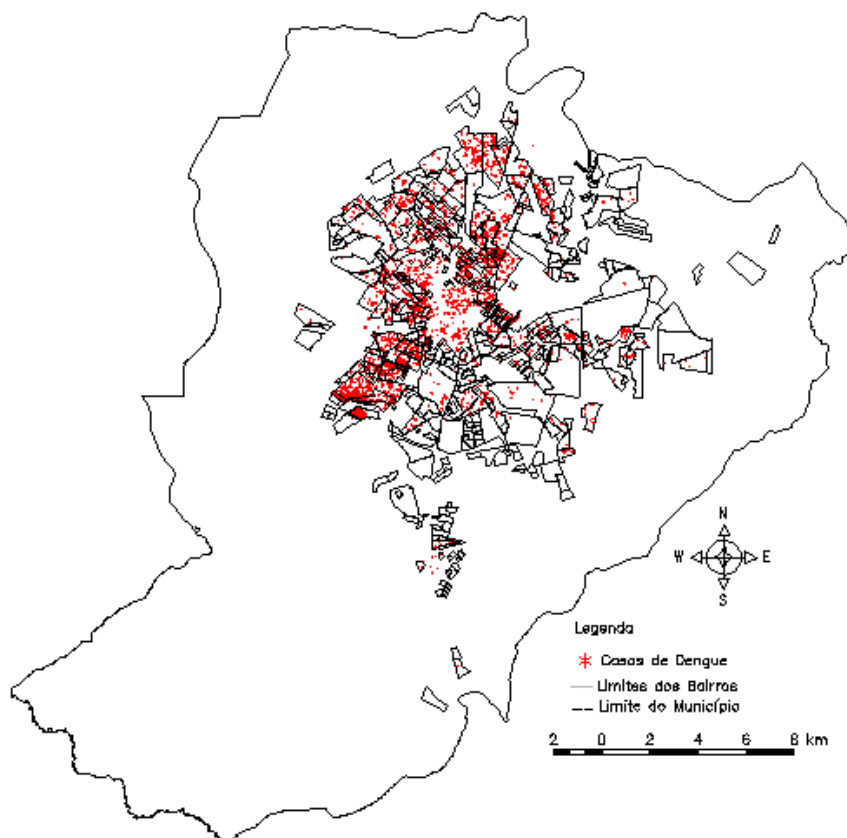 N
W E
S
Legenda
Casos de Dengue
Limites dos Bairros
Limite do Município
2 0 2 4 6 8 km